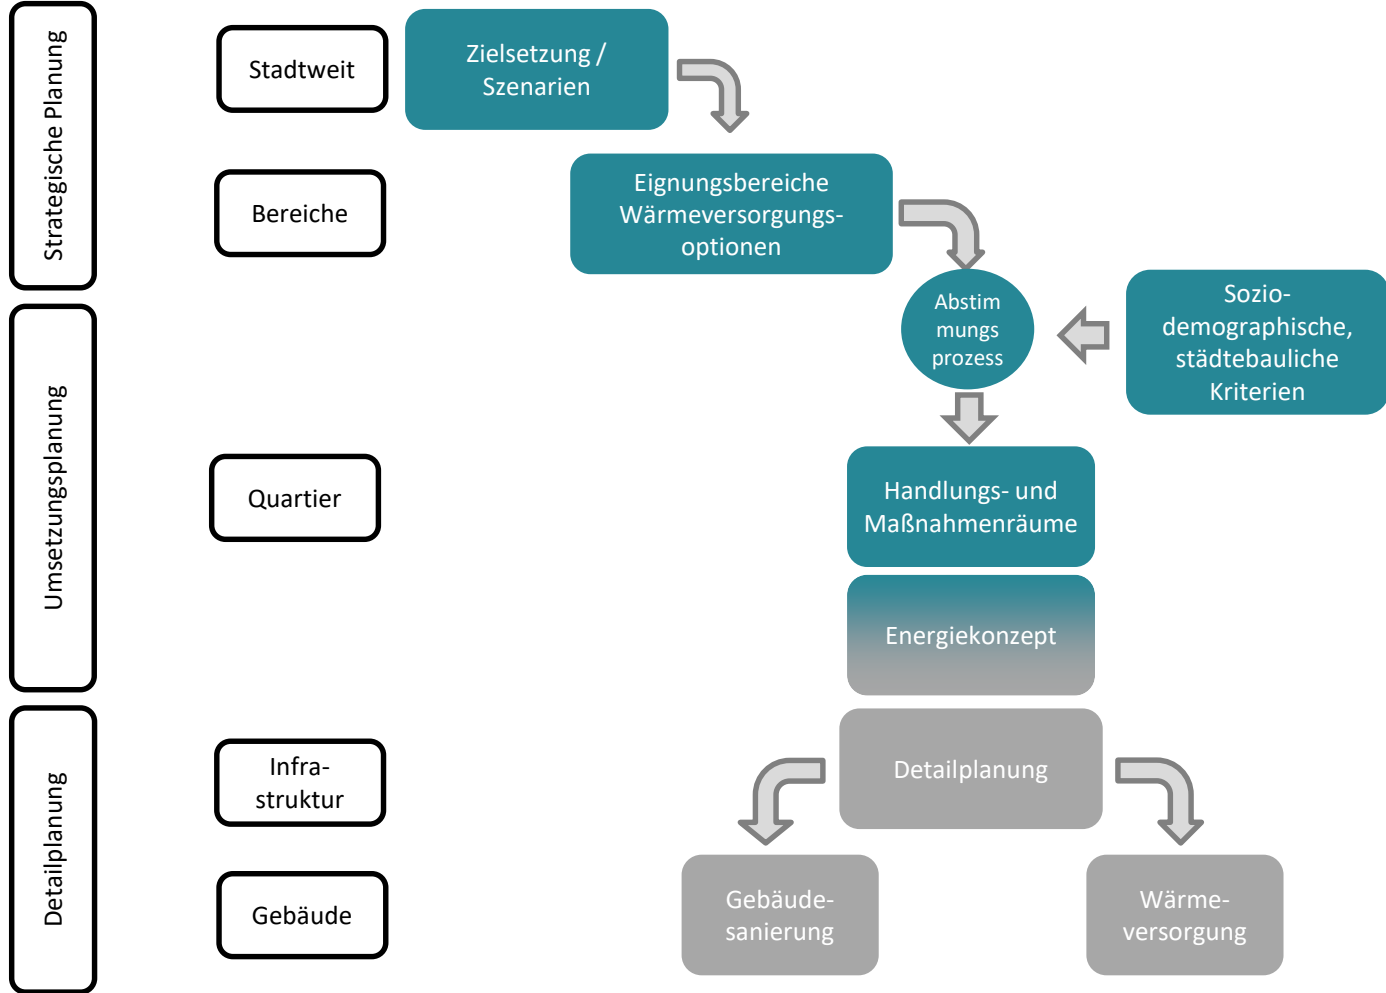 Strategische Planung
Stadtweit
Zielsetzung /
Szenarien
Bereiche
Eignungsbereiche
Wärmeversorgungs-
optionen
Umsetzungsplanung
Abstim
mungs
prozess
Sozio-
demographische,
städtebauliche
Kriterien
Quartier
Handlungs- und
Maßnahmenräume
Energiekonzept
Detailplanung
Infra-
struktur
Detailplanung
Gebäude
Gebäude-
sanierung
Wärme-
versorgung